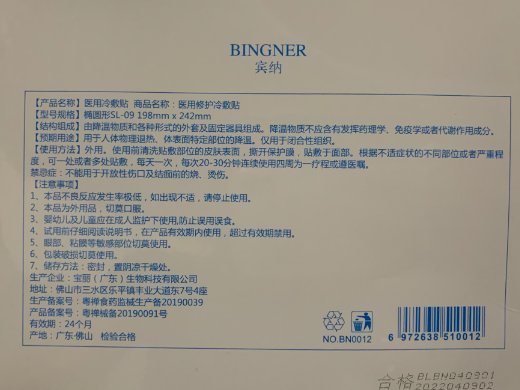 BINGNER
宾纳
【产品名称】医用冷敷贴 商品名称：医用修护冷敷贴
【型号规格】椭圆形SL-09 198mm x 242mm
【结构组成】由降温物质和各种形式的外套及固定器具组成。降温物质不应含有发挥药理学、免疫学或者代谢作用成分。
【预期用途】用于人体物理退热、体表面特定部位的降温。仅用于闭合性组织。
【使用方法】外用。使用前清洗贴敷部位的皮肤表面，撕开保护膜，贴敷于面部。根据不适症状的不同部位或者严重程
度，可一处或者多处贴敷，每天一次，每次20-30分钟连续使用四周为一疗程或遵医嘱。
禁忌症：不能用于开放性伤口及结面前的烧、烫伤。
【注意事项】
1、本品不良反应发生率极低，如出现不适，请停止使用。
2、本品为外用品，切莫口服。
3、婴幼儿及儿童应在成人监护下使用，防止误用误食。
4、试用前仔细阅读说明书，在产品有效期内使用，超过有效期禁用。
5、眼部、粘膜等敏感部位切莫使用。
6、包装破损切莫使用。
7、储存方法：密封，置阴凉干燥处。
生产企业：宝丽（广东）生物科技有限公司
地址：佛山市三水区乐平镇丰业大道7号4座
生产备案号：粤禅食药监械生产备20190039
产品备案号：粤禅械备20190091号
有效期：24个月
产地：广东·佛山 检验合格
NO.BN0012
6 972638 510012
合格 BLBN040901
2022040902